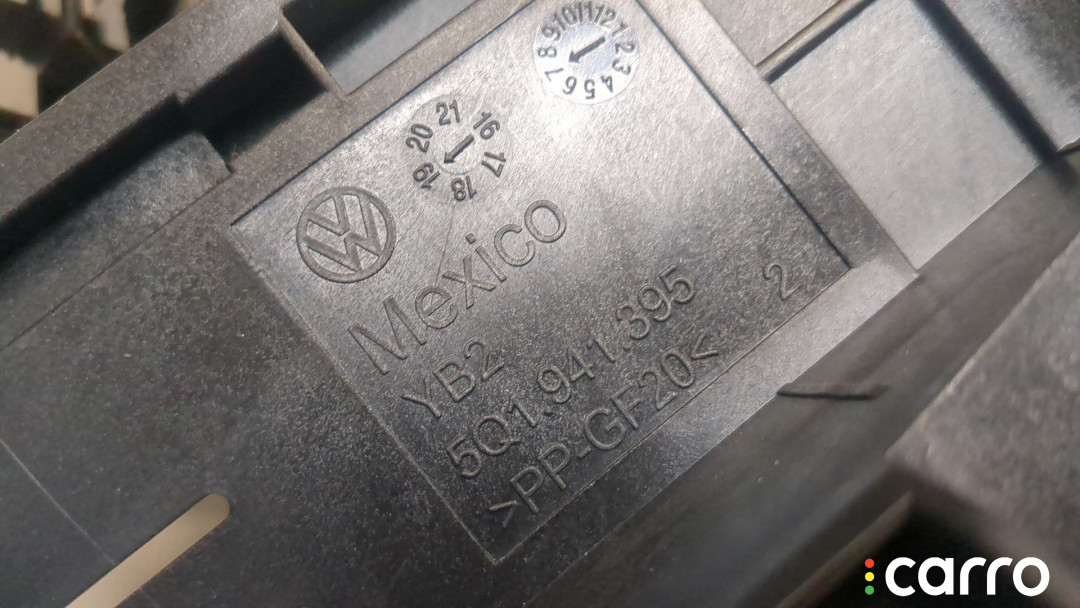 1 2 3 4 5 6 7 8 9 10 11 12
16 17 18 19 20 21
VW
Mexico
YB2
5Q1.941.395
2
>PP-GF20<
carro